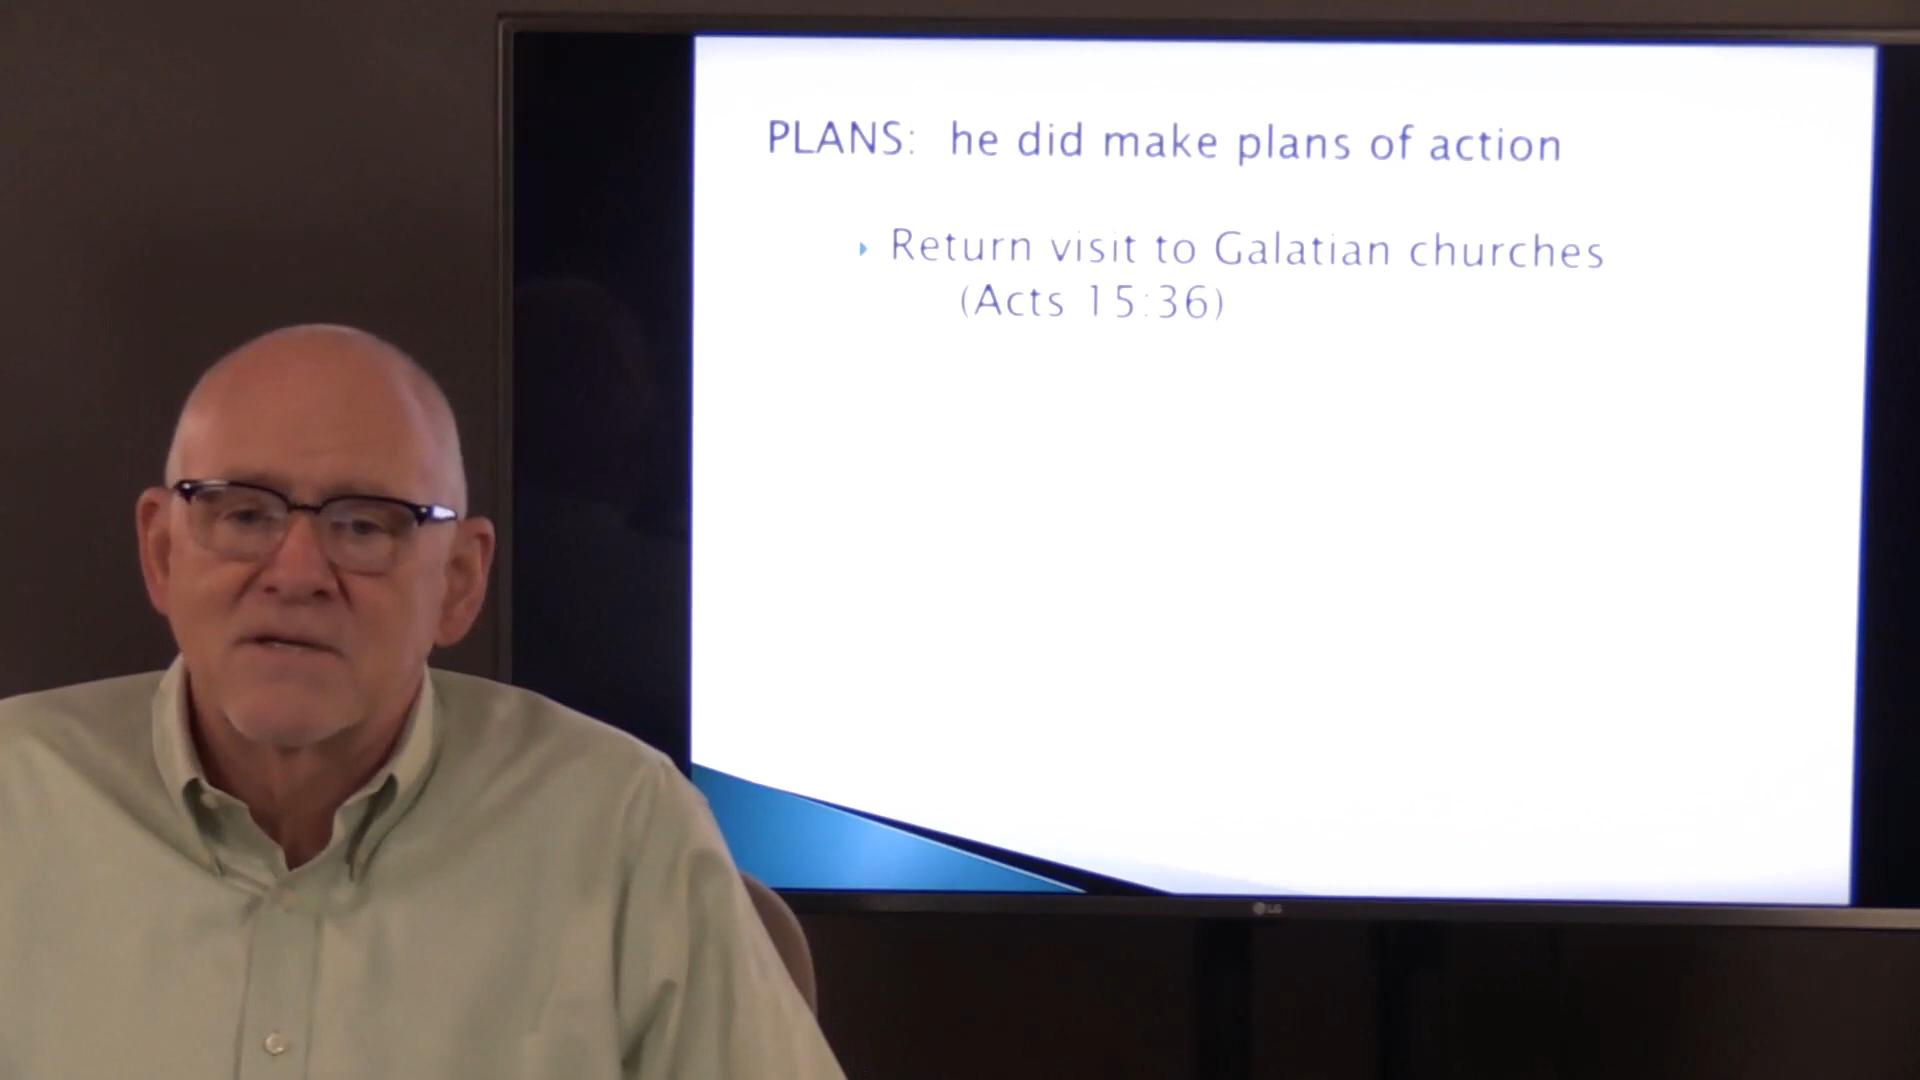 PLANS: he did make plans of action
Return visit to Galatian churches
(Acts 15:36)
LG